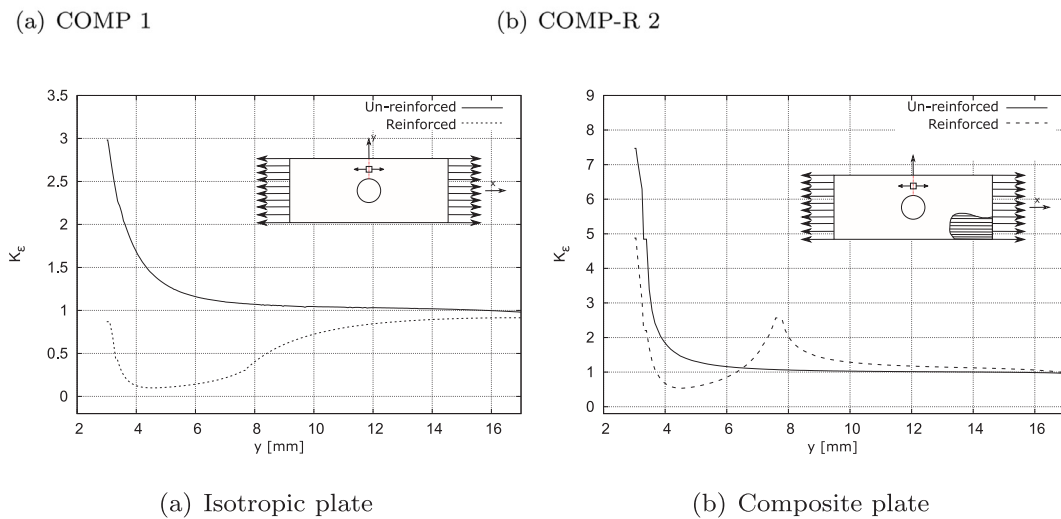 (a) COMP 1
(b) COMP-R 2
3.5
3
2.5
2
1.5
1
0.5
0
Kε
Un-reinforced
Reinforced
y
x
2 4 6 8 10 12 14 16
y [mm]
(a) Isotropic plate
9
8
7
6
5
4
3
2
1
0
Kε
Un-reinforced
Reinforced
x
2 4 6 8 10 12 14 16
y [mm]
(b) Composite plate